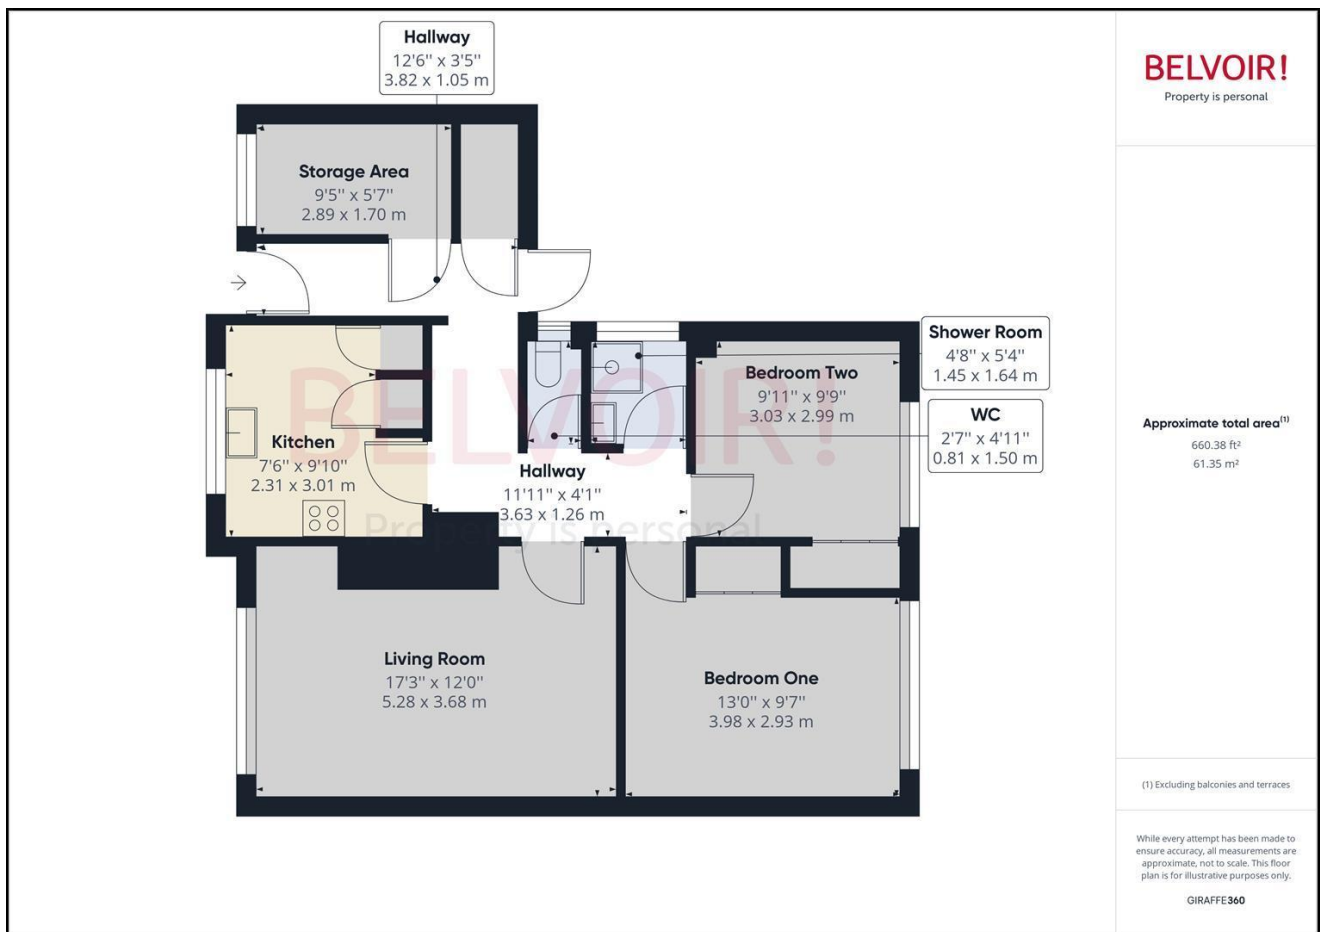 Hallway
12'6" x 3'5"
3.82 x 1.05 m
Storage Area
9'5" x 5'7"
2.89 x 1.70 m
Shower Room
4'8" x 5'4"
1.45 x 1.64 m
Bedroom Two
9'11" x 9'9"
3.03 x 2.99 m
WC
2'7" x 4'11"
0.81 x 1.50 m
Kitchen
7'6" x 9'10"
2.31 x 3.01 m
Hallway
11'11" x 4'1"
3.63 x 1.26 m
BELVOIR!
Property is personal
Living Room
17'3" x 12'0"
5.28 x 3.68 m
Bedroom One
13'0" x 9'7"
3.98 x 2.93 m
BELVOIR!
Property is personal
Approximate total area(1)
660.38 ft²
61.35 m²
(1) Excluding balconies and terraces
While every attempt has been made to
ensure accuracy, all measurements are
approximate, not to scale. This floor
plan is for illustrative purposes only.
GIRAFFE360